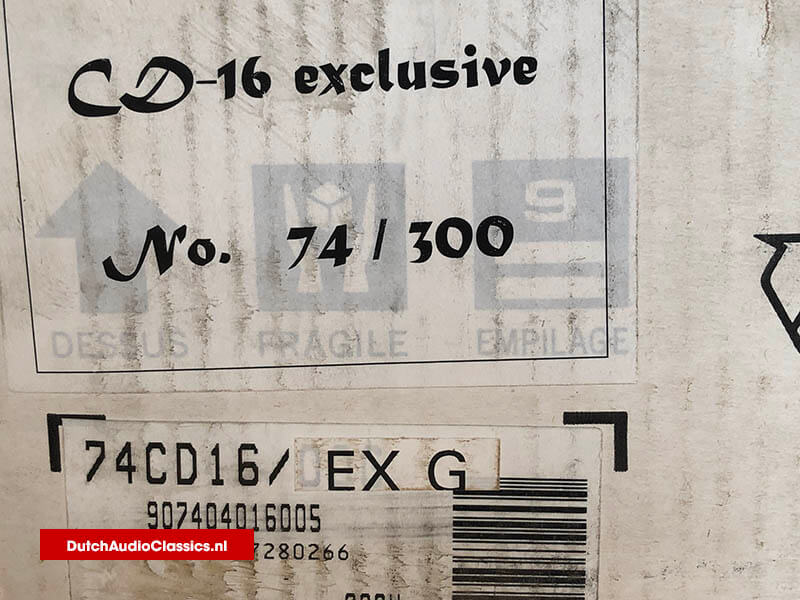 CD-16 exclusive
9
No. 74 / 300
DESSUS FRAGILE EMPILAGE
74CD16/ EX G
907404016005
DutchAudioClassics.nl 7280266